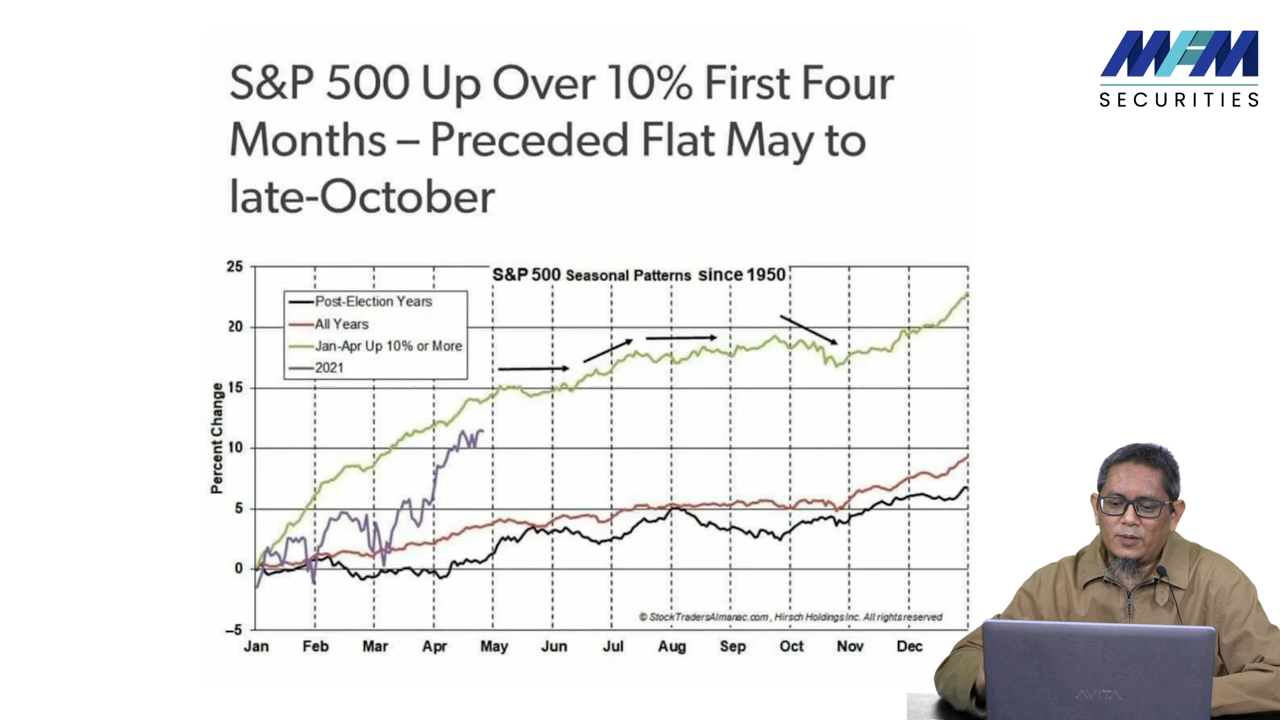 S&P 500 Up Over 10% First Four
Months – Preceded Flat May to
late-October
MFM
SECURITIES
S&P 500 Seasonal Patterns since 1950
Post-Election Years
All Years
Jan-Apr Up 10% or More
2021
Percent Change
25
20
15
10
5
0
–5
© StockTradersAlmanac.com, Hirsch Holdings Inc. All rights reserved
Jan Feb Mar Apr May Jun Jul Aug Sep Oct Nov Dec
AVITA